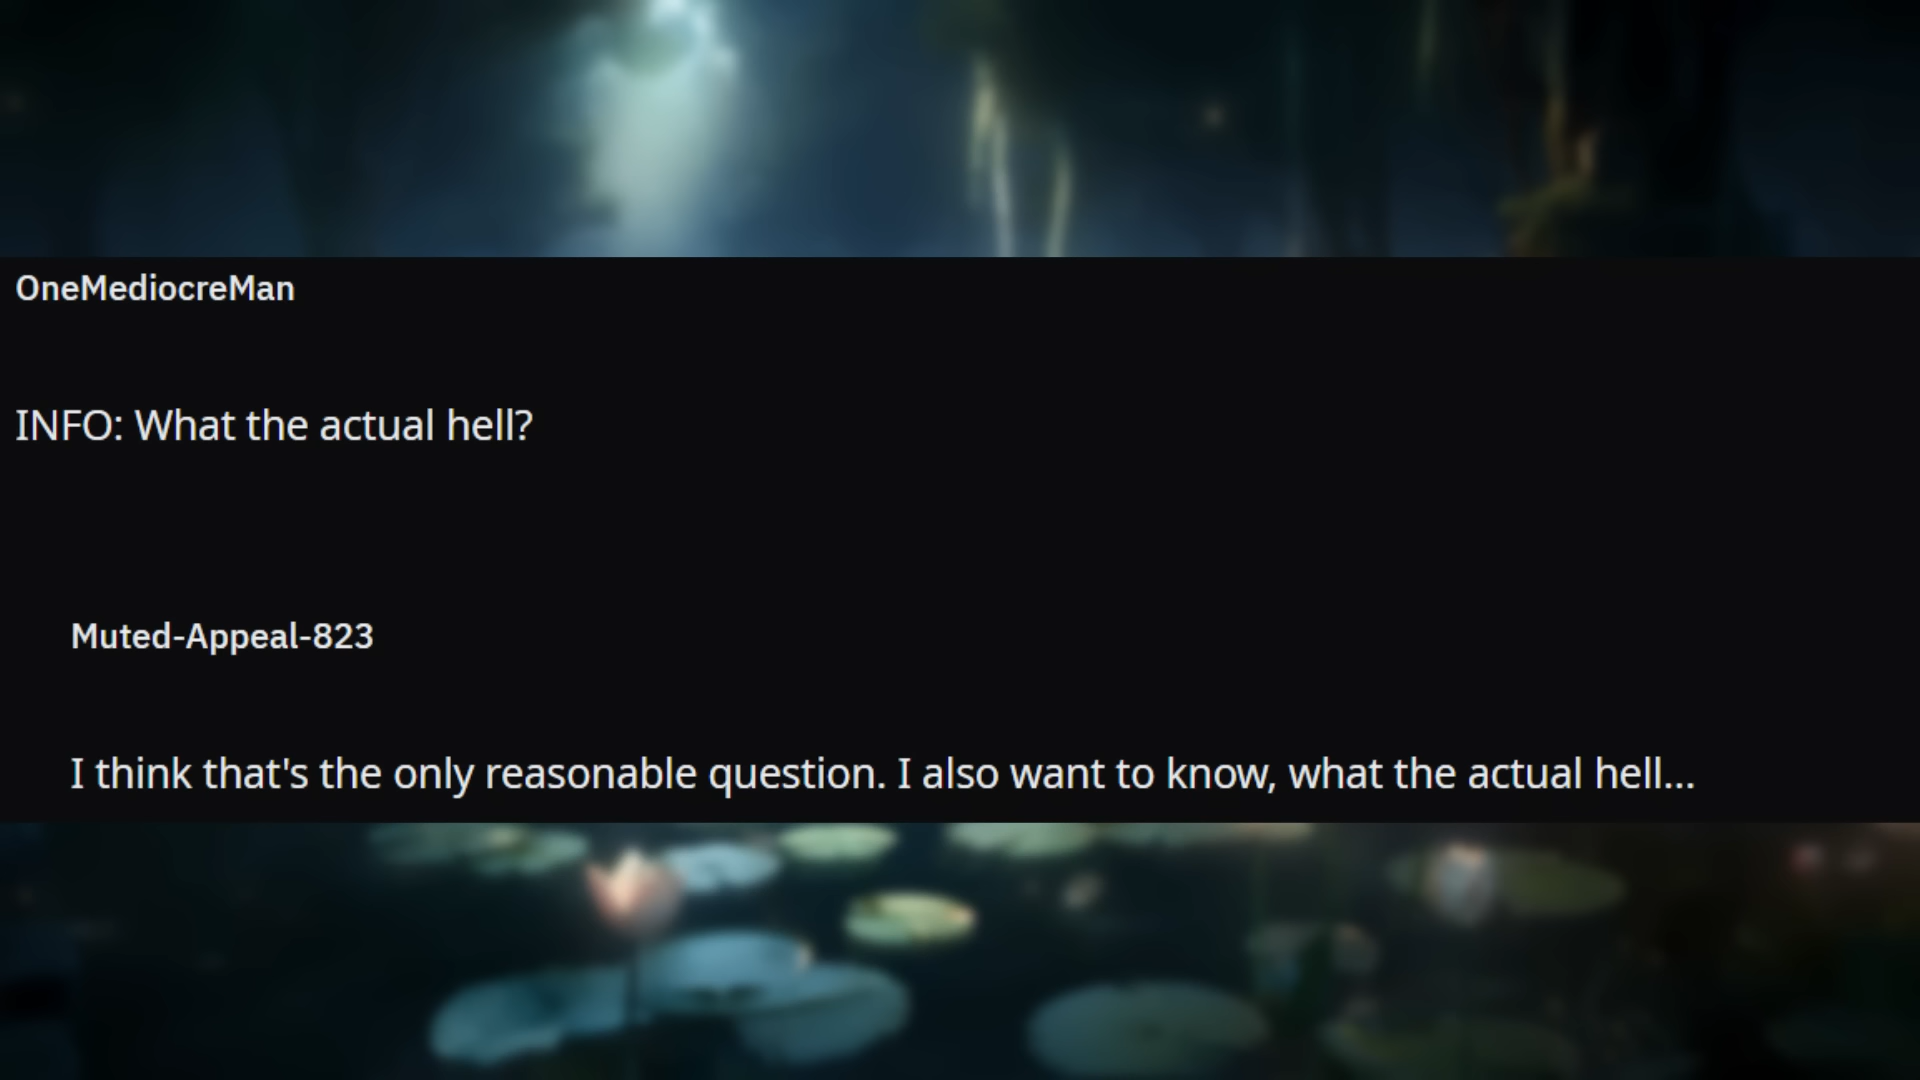 OneMediocreMan
INFO: What the actual hell?
Muted-Appeal-823
I think that's the only reasonable question. I also want to know, what the actual hell...